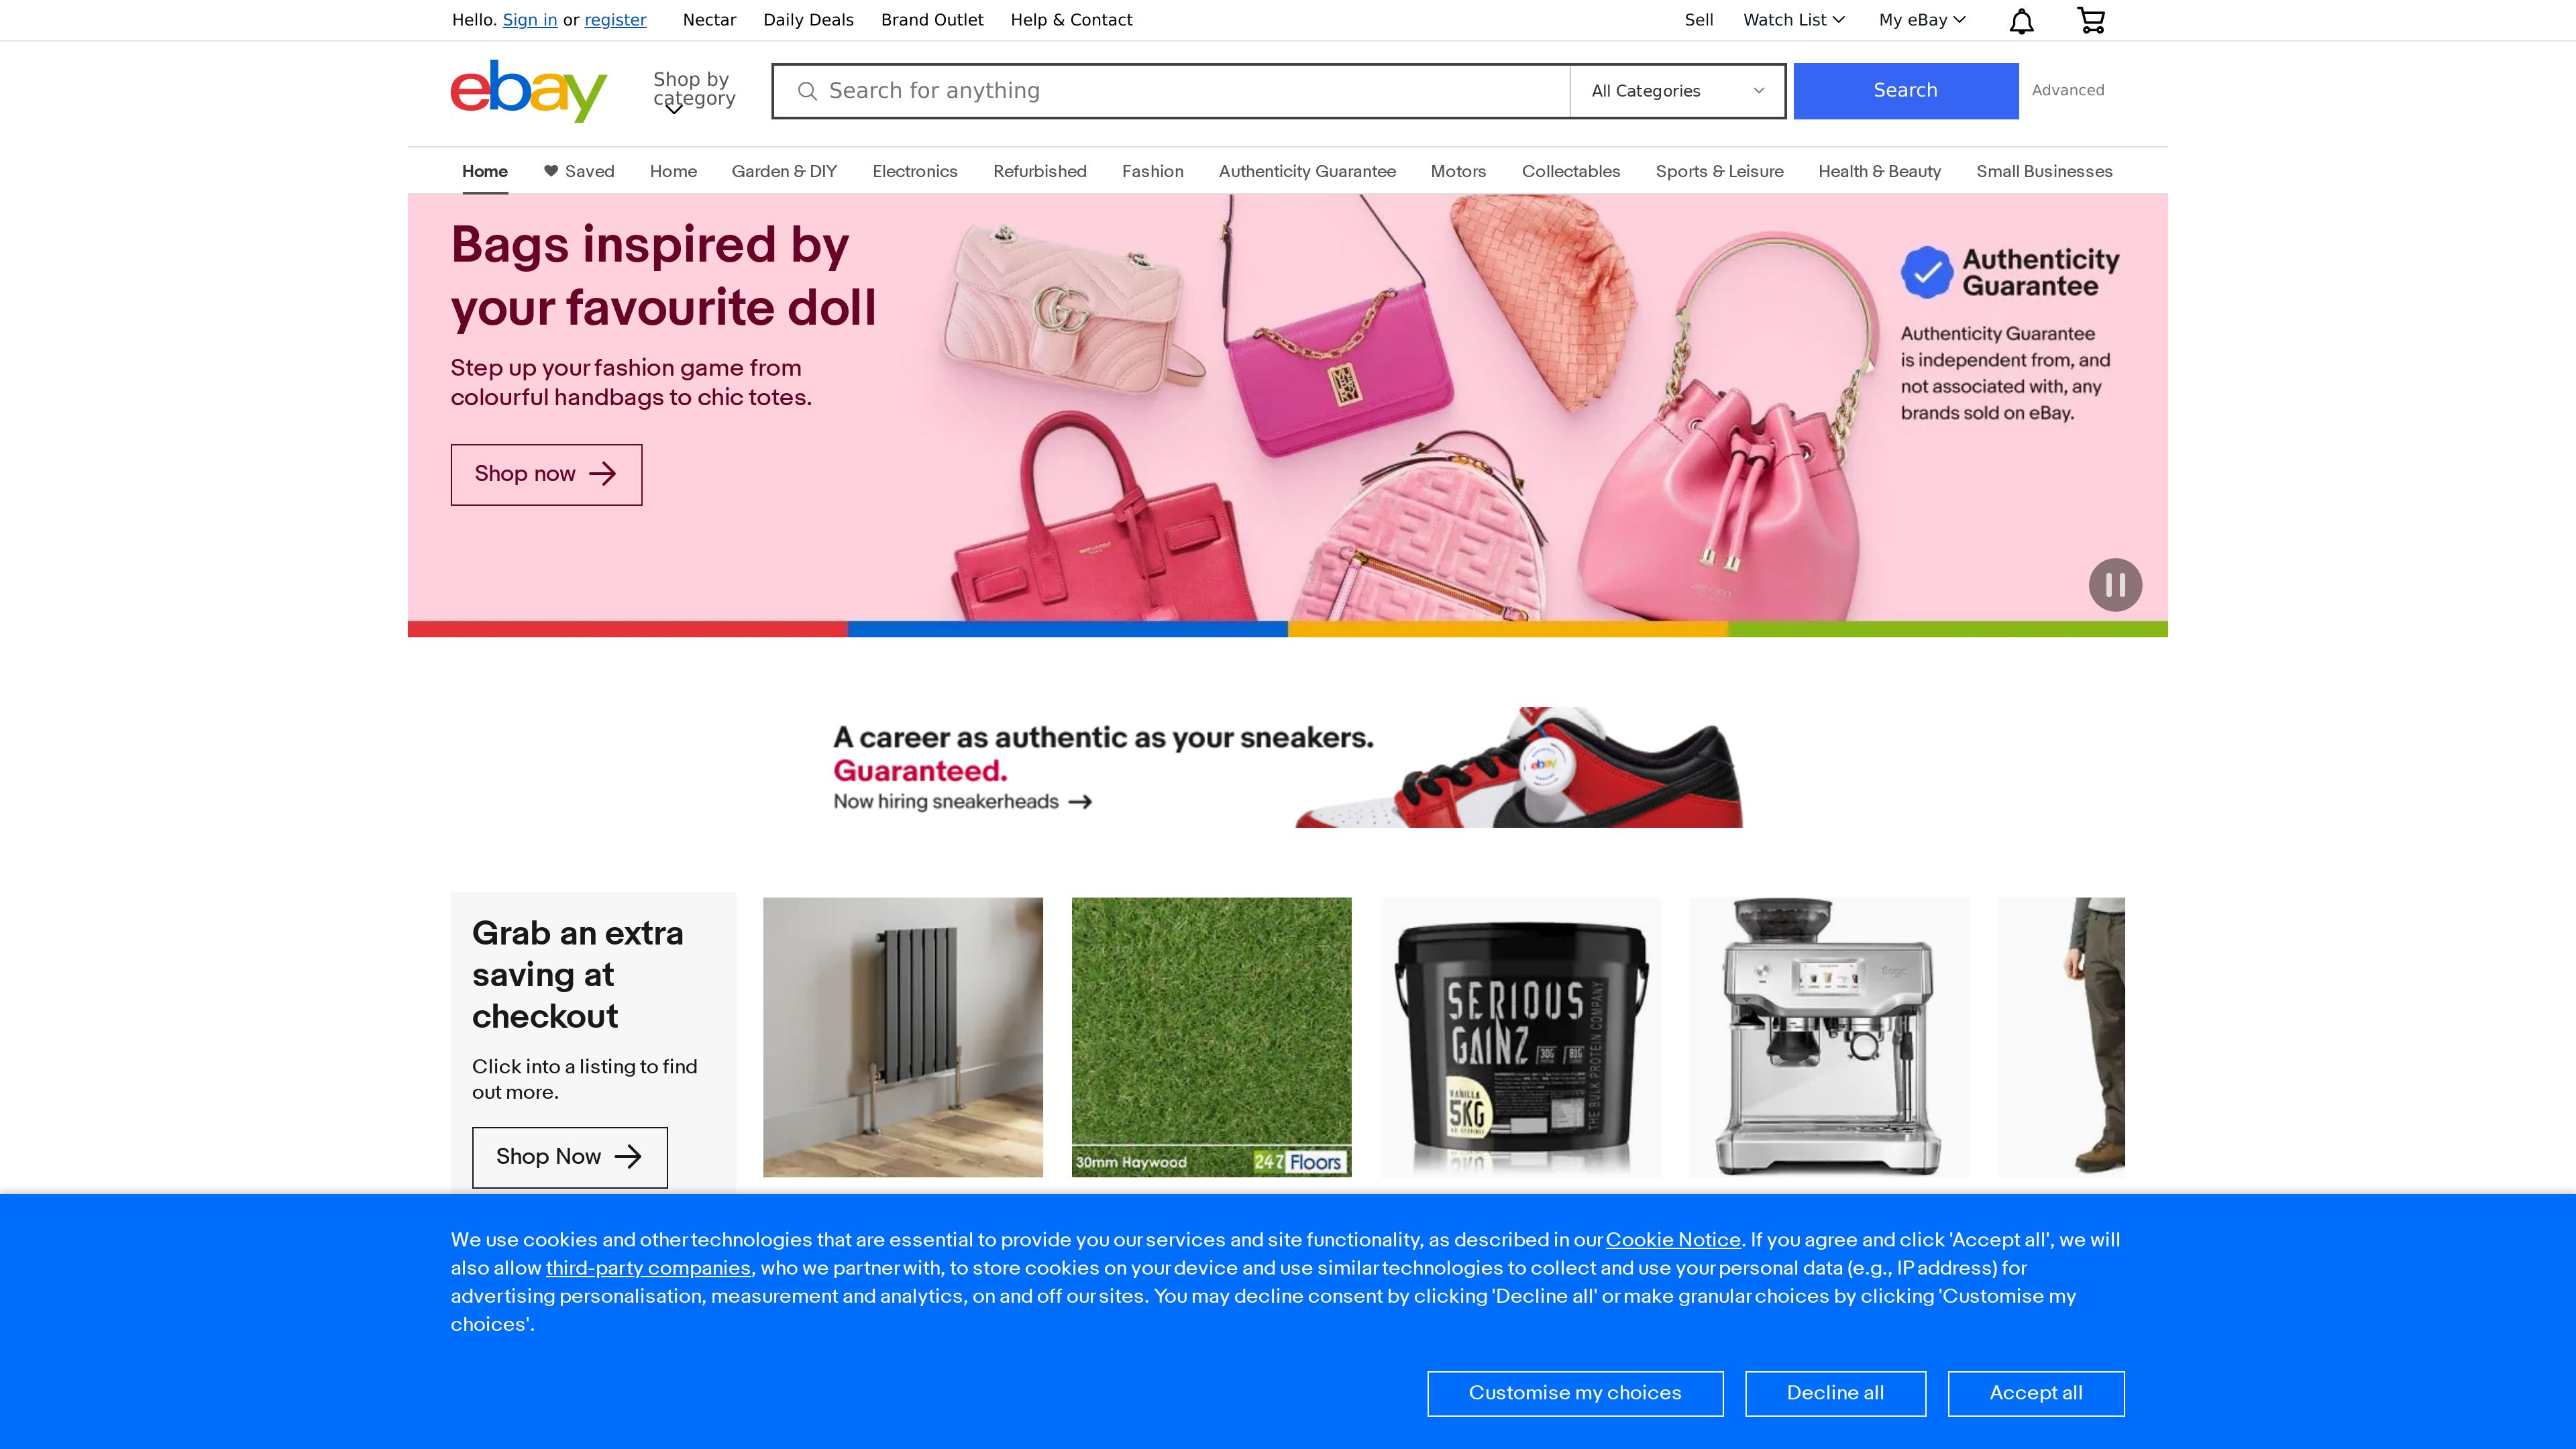 Hello. Sign in or register Nectar Daily Deals Brand Outlet Help & Contact Sell Watch List My eBay
ebay
Shop by
category
Search for anything
All Categories
Search
Advanced
Home Saved Home Garden & DIY Electronics Refurbished Fashion Authenticity Guarantee Motors Collectables Sports & Leisure Health & Beauty Small Businesses
Bags inspired by
your favourite doll
Step up your fashion game from
colourful handbags to chic totes.
Shop now
Authenticity
Guarantee
Authenticity Guarantee
is independent from, and
not associated with, any
brands sold on eBay.
A career as authentic as your sneakers.
Guaranteed.
Now hiring sneakerheads
ebay
Grab an extra
saving at
checkout
Click into a listing to find
out more.
Shop Now
30mm Haywood
247 Floors
SERIOUS
GAINZ
30G
81G
VANILLA
5KG
THE BULK PROTEIN COMPANY
Sage
We use cookies and other technologies that are essential to provide you our services and site functionality, as described in our Cookie Notice. If you agree and click 'Accept all', we will
also allow third-party companies, who we partner with, to store cookies on your device and use similar technologies to collect and use your personal data (e.g., IP address) for
advertising personalisation, measurement and analytics, on and off our sites. You may decline consent by clicking 'Decline all' or make granular choices by clicking 'Customise my
choices'.
Customise my choices
Decline all
Accept all